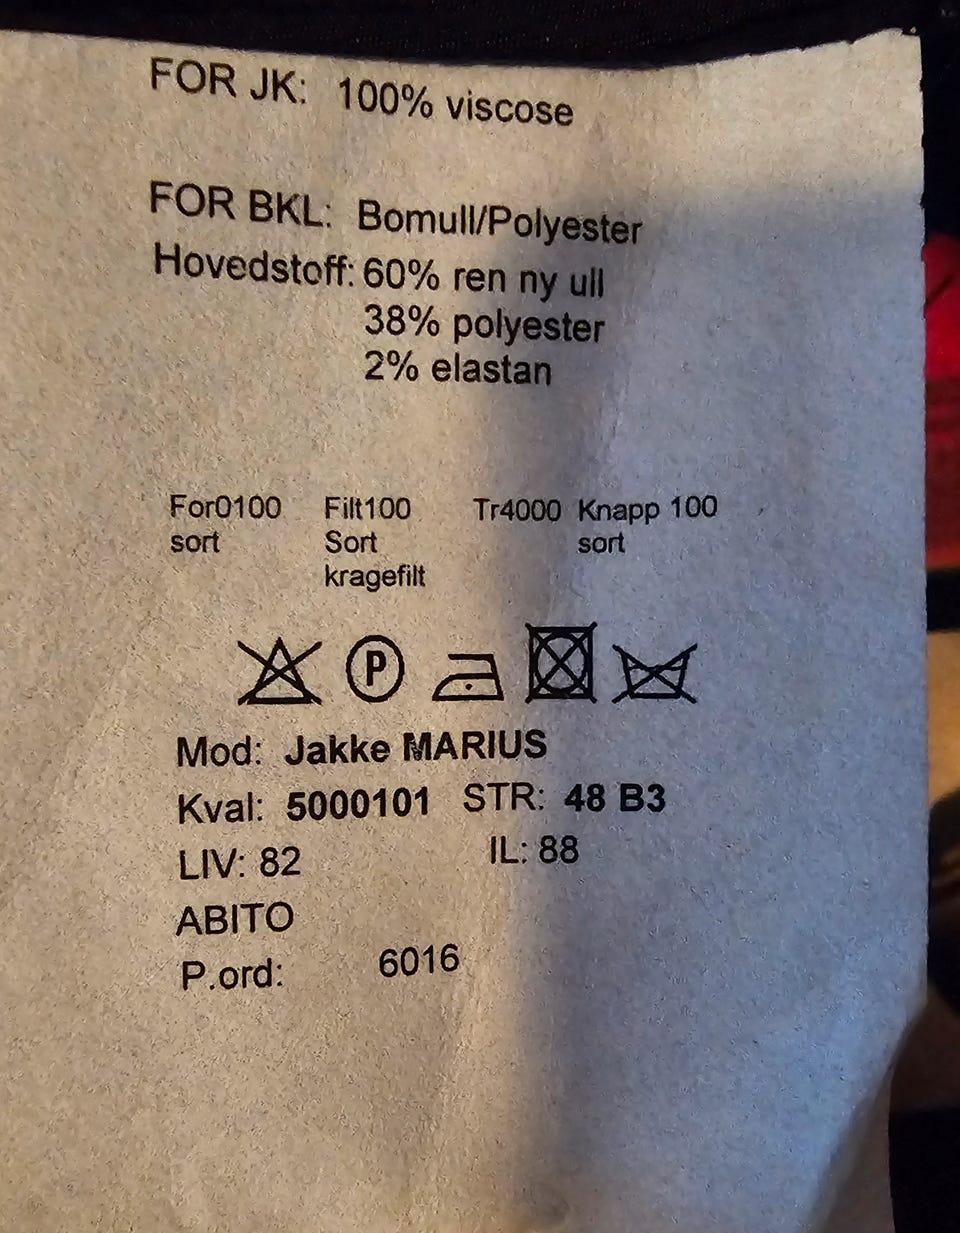 FOR JK: 100% viscose
FOR BKL: Bomull/Polyester
Hovedstoff: 60% ren ny ull
38% polyester
2% elastan
For0100 Filt100 Tr4000 Knapp 100
sort Sort sort
kragefilt
P
Mod: Jakke MARIUS
Kval: 5000101 STR: 48 B3
LIV: 82 IL: 88
ABITO
P.ord: 6016